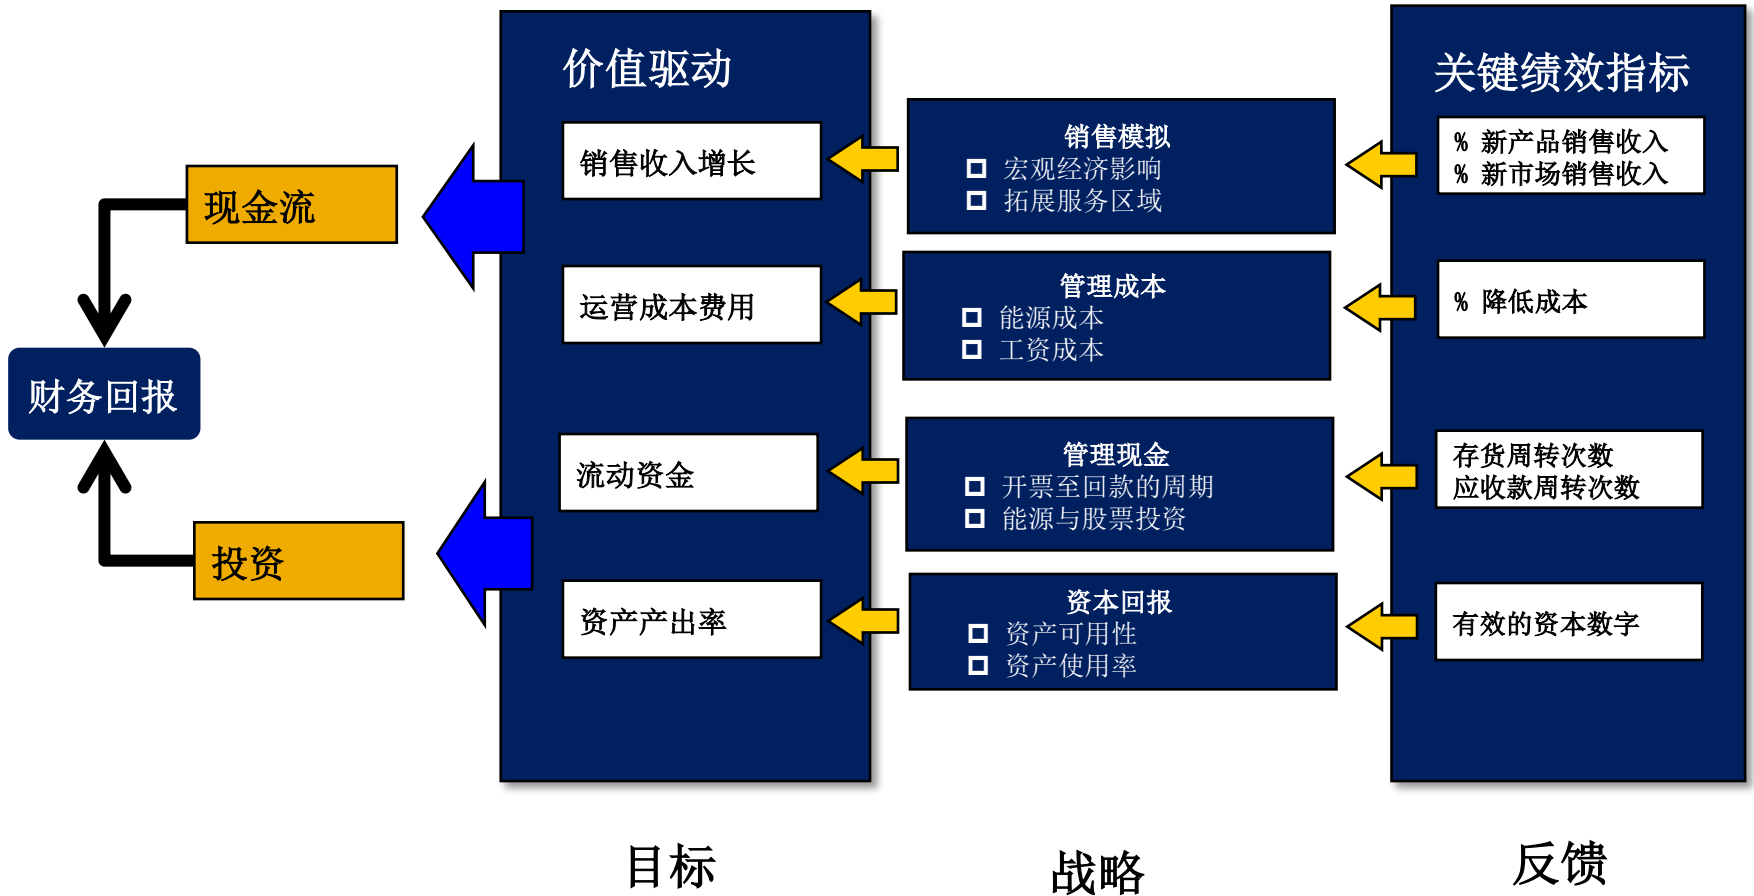 价值驱动
关键绩效指标
销售收入增长
销售模拟
宏观经济影响
拓展服务区域
% 新产品销售收入
% 新市场销售收入
现金流
运营成本费用
管理成本
能源成本
工资成本
% 降低成本
财务回报
流动资金
管理现金
开票至回款的周期
能源与股票投资
存货周转次数
应收款周转次数
投资
资产产出率
资本回报
资产可用性
资产使用率
有效的资本数字
目标
战略
反馈